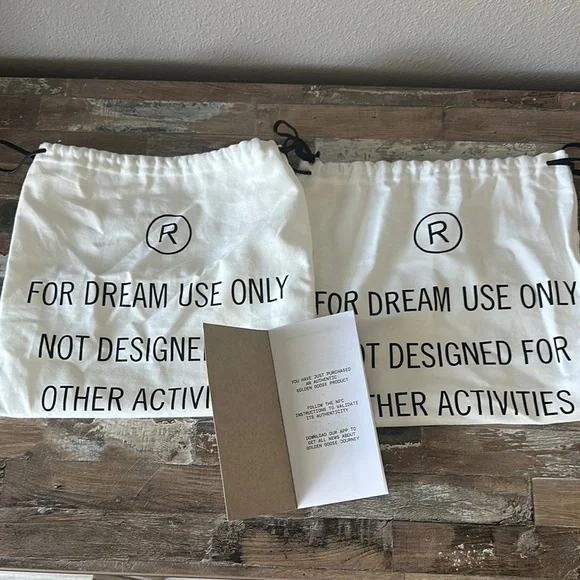 ®
FOR DREAM USE ONLY
NOT DESIGNE
OTHER ACTIVI
®
FOR DREAM USE ONLY
OT DESIGNED FOR
THER ACTIVITIES
YOU HAVE JUST PURCHASED
AN AUTHENTIC
GOLDEN GOOSE PRODUCT
FOLLOW THE NFC
INSTRUCTIONS TO VALIDATE
ITS AUTHENTICITY
DOWNLOAD OUR APP TO
GET ALL NEWS ABOUT
GOLDEN GOOSE JOURNEY